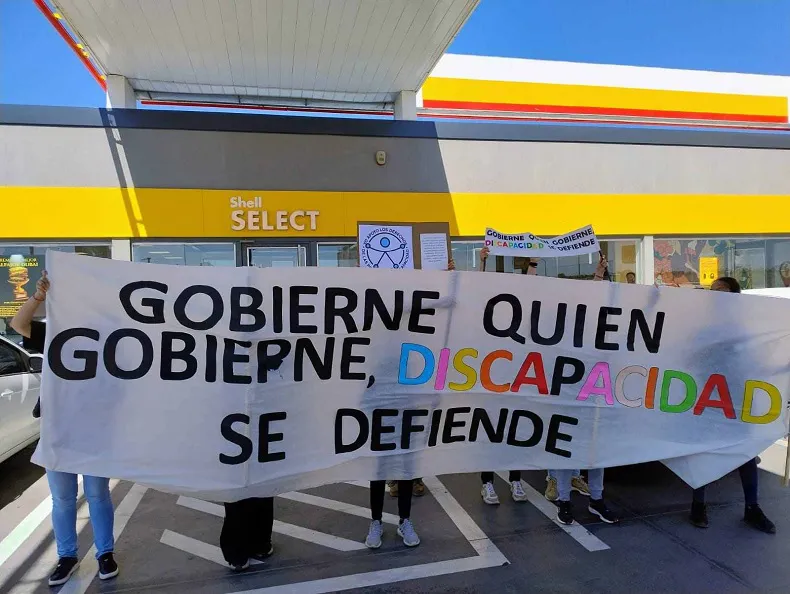 Shell
SELECT
GOBIERNE QUIEN GOBIERNE
DISCAPACIDAD SE DEFIENDE
GOBIERNE QUIEN
GOBIERNE, DISCAPACIDAD
SE DEFIENDE